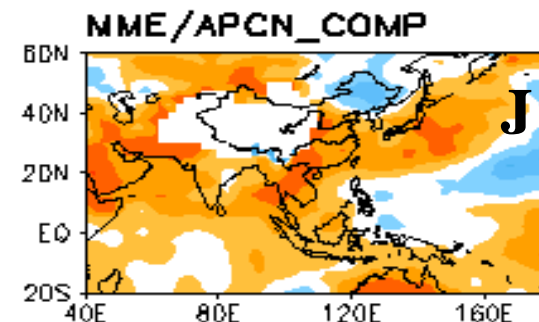 MME/APCN_COMP
60N
40N
J
20N
EQ
20S
40E 80E 120E 160E